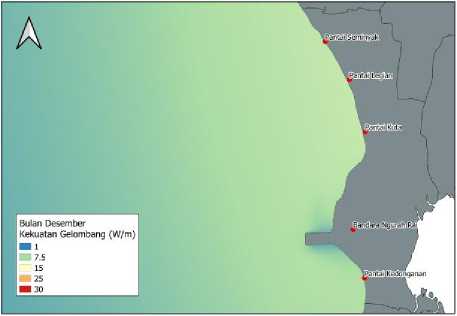 Pantai Seminyak
Pantai Legian
Pantai Kuta
Bandara Ngurah Rai
Pantai Kedonganan
Bulan Desember
Kekuatan Gelombang (W/m)
1
7.5
15
25
30